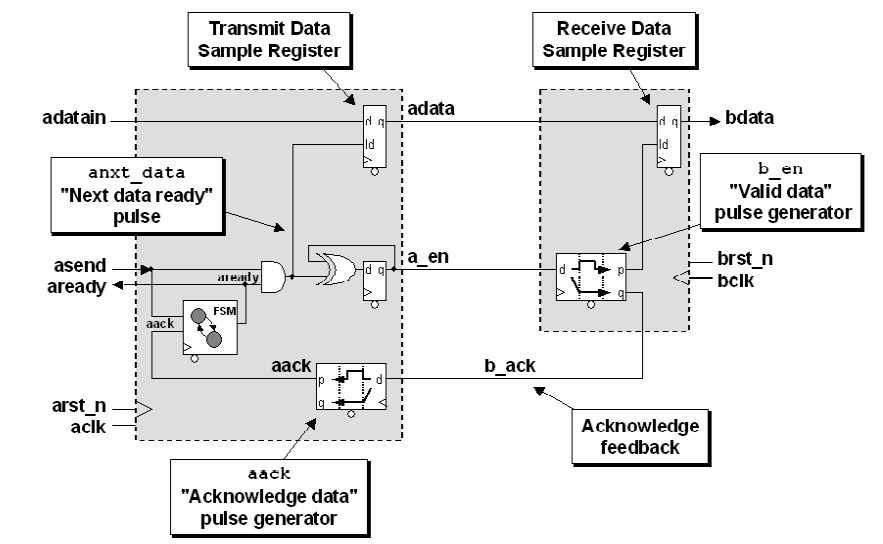 Transmit Data
Sample Register
Receive Data
Sample Register
adatain
adata
bdata
d q
ld
d q
ld
anxt_data
"Next data ready"
pulse
b_en
"Valid data"
pulse generator
asend
aready
aready
a_en
d q
d p
q
brst_n
bclk
aack
FSM
aack
p d
q
b_ack
arst_n
aclk
Acknowledge
feedback
aack
"Acknowledge data"
pulse generator